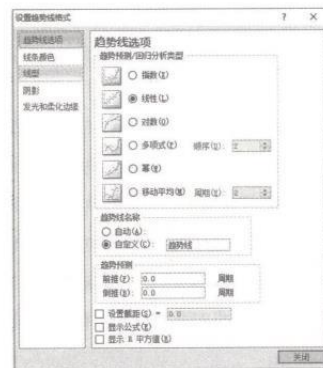 设置趋势线格式 ? ×
趋势线选项
线条颜色
线型
阴影
发光和柔化边缘
趋势线选项
趋势预测/回归分析类型
指数(X)
线性(L)
对数(O)
多项式(P) 顺序(D): 2
幂(W)
移动平均(M) 周期(E): 2
趋势线名称
自动(A):
自定义(C): 趋势线
趋势预测
前推(F): 0.0 周期
倒推(B): 0.0 周期
设置截距(S) = 0.0
显示公式(E)
显示 R 平方值(R)
关闭